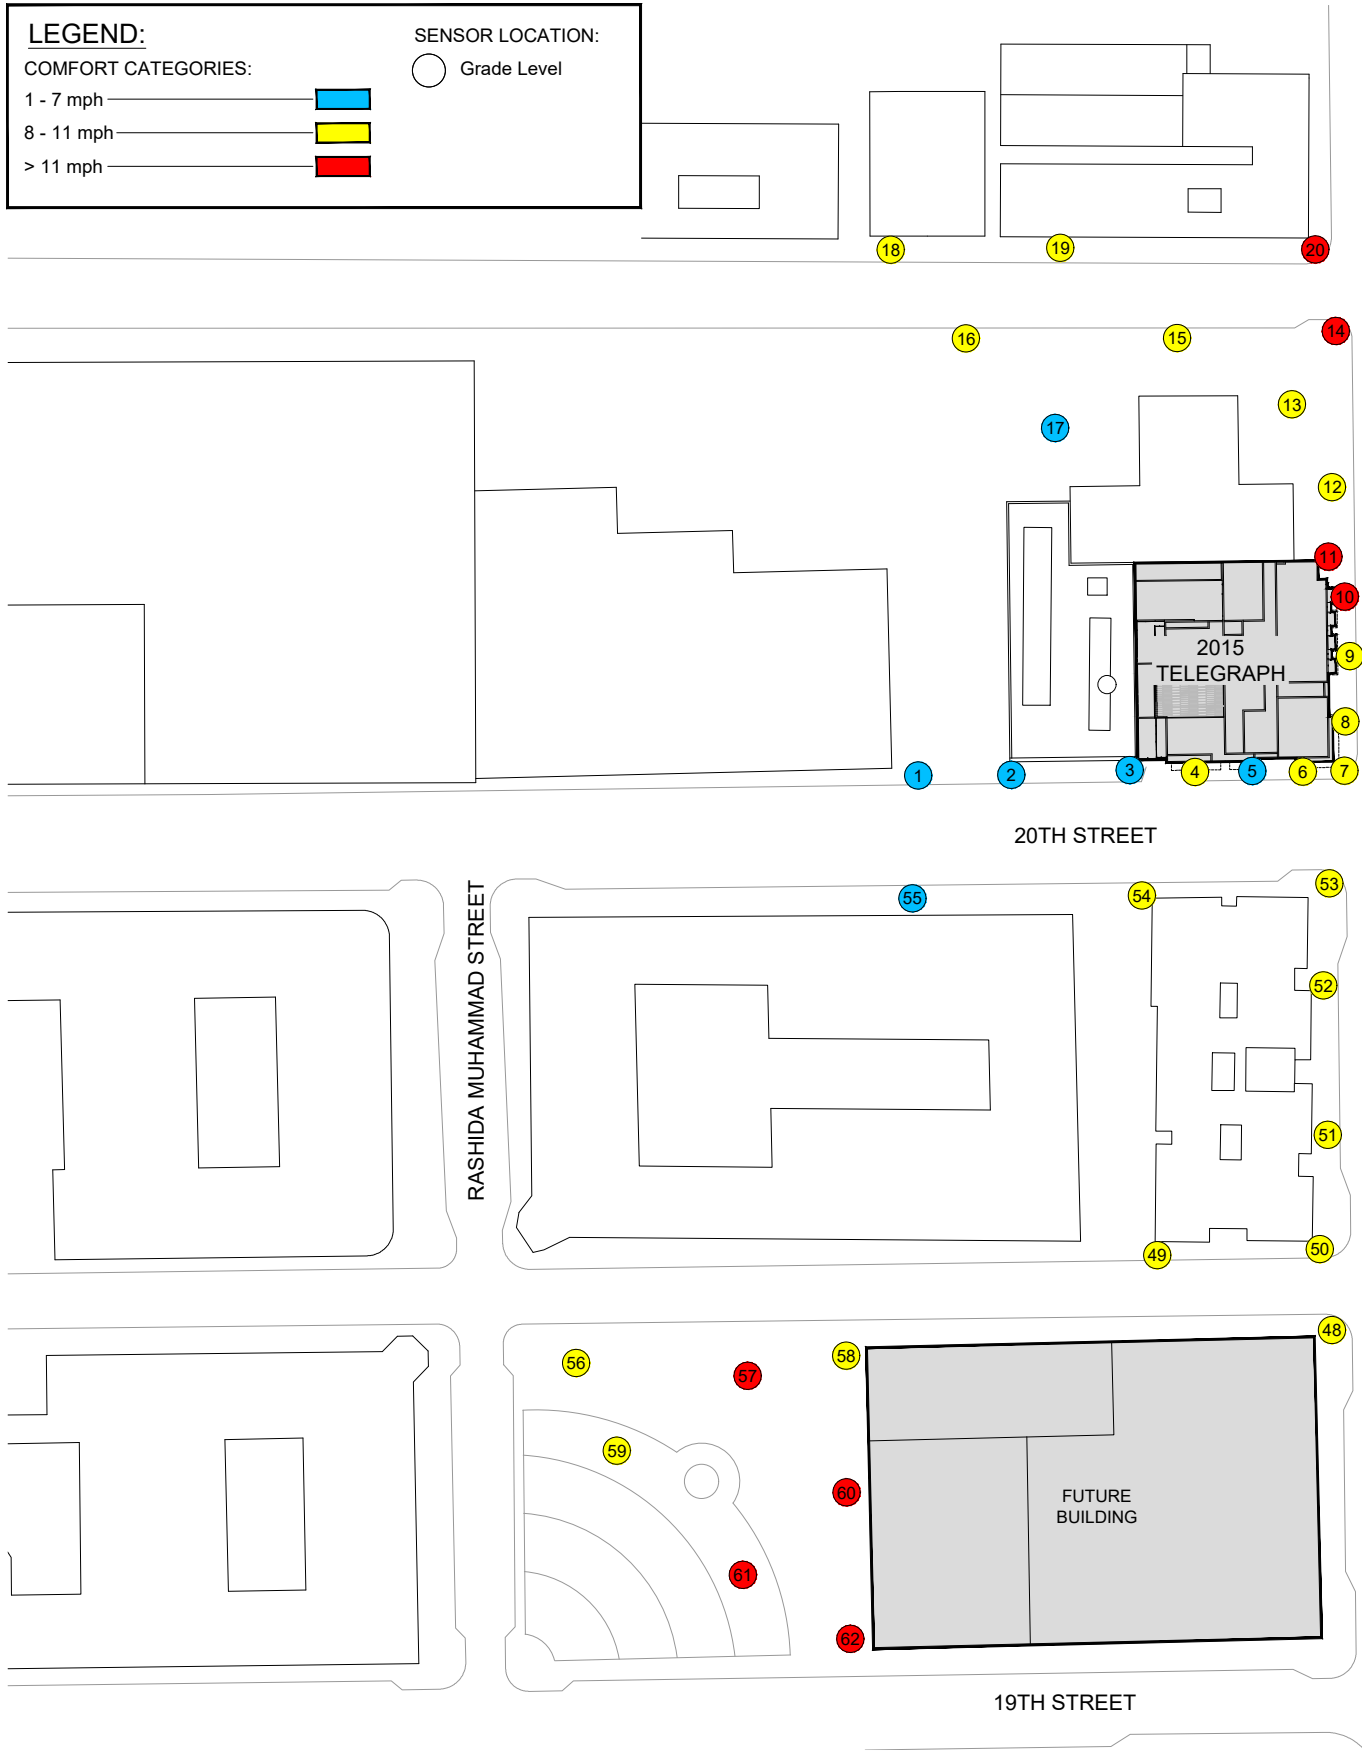 LEGEND:
SENSOR LOCATION:
COMFORT CATEGORIES:
Grade Level
1 - 7 mph
8 - 11 mph
> 11 mph
18
19
20
14
16
15
13
17
12
11
10
2015
TELEGRAPH
9
8
1
2
3
4
5
6
7
20TH STREET
RASHIDA MUHAMMAD STREET
55
54
53
52
51
49
50
48
56
57
58
59
60
61
62
FUTURE
BUILDING
19TH STREET